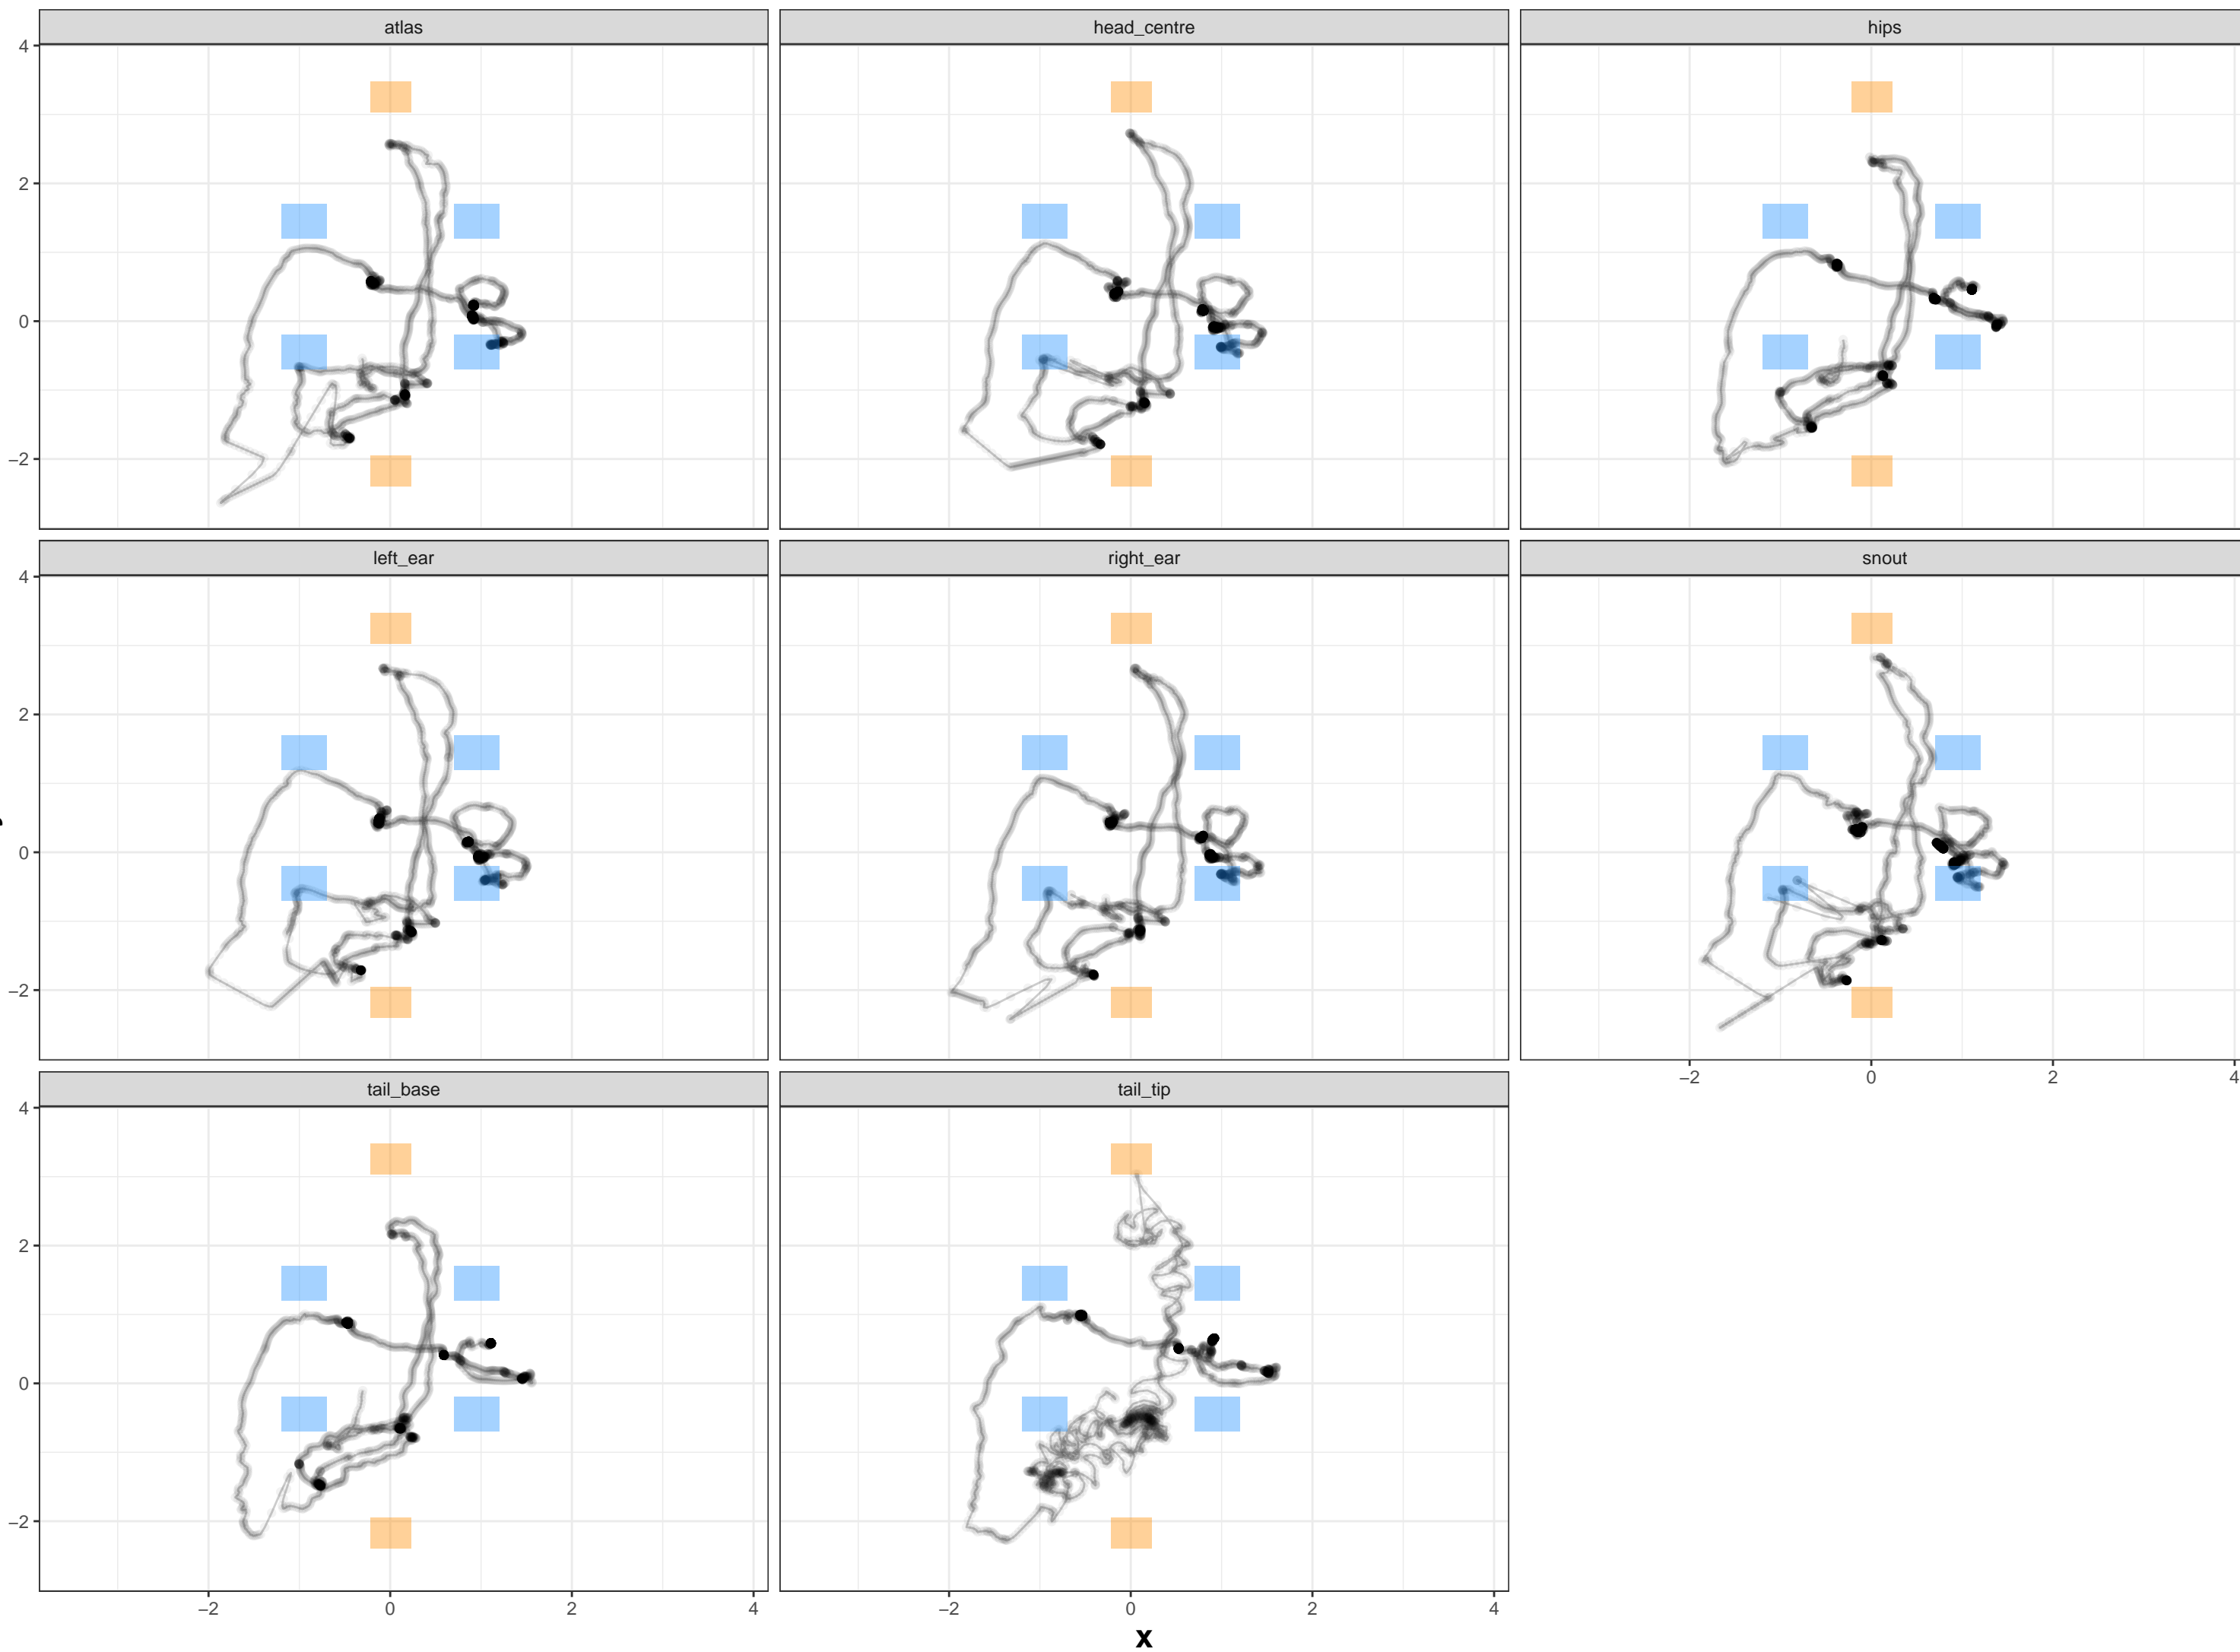 atlas head_centre hips
4
2
0
−2
left_ear right_ear snout
4
2
0
−2
−2 0 2 4
tail_base tail_tip
4
2
0
−2
−2 0 2 4 −2 0 2 4
x